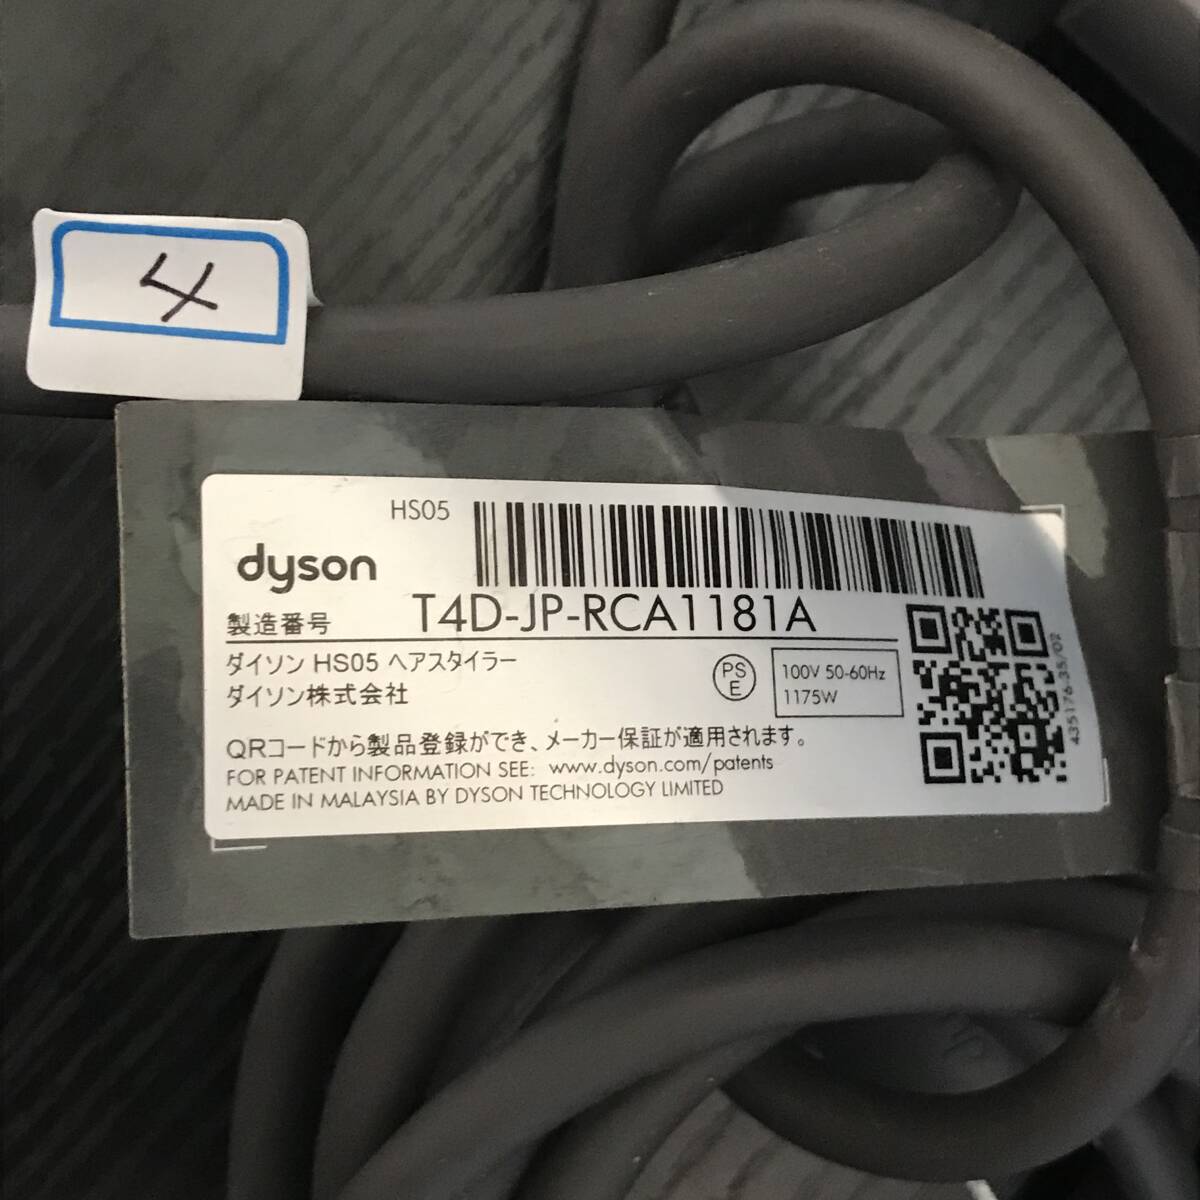 4
HS05
dyson
製造番号 T4D-JP-RCA1181A
ダイソン HS05 ヘアスタイラー
ダイソン株式会社
PS
E
100V 50-60Hz
1175W
QRコードから製品登録ができ、メーカー保証が適用されます。
FOR PATENT INFORMATION SEE: www.dyson.com/patents
MADE IN MALAYSIA BY DYSON TECHNOLOGY LIMITED
435176-35/02